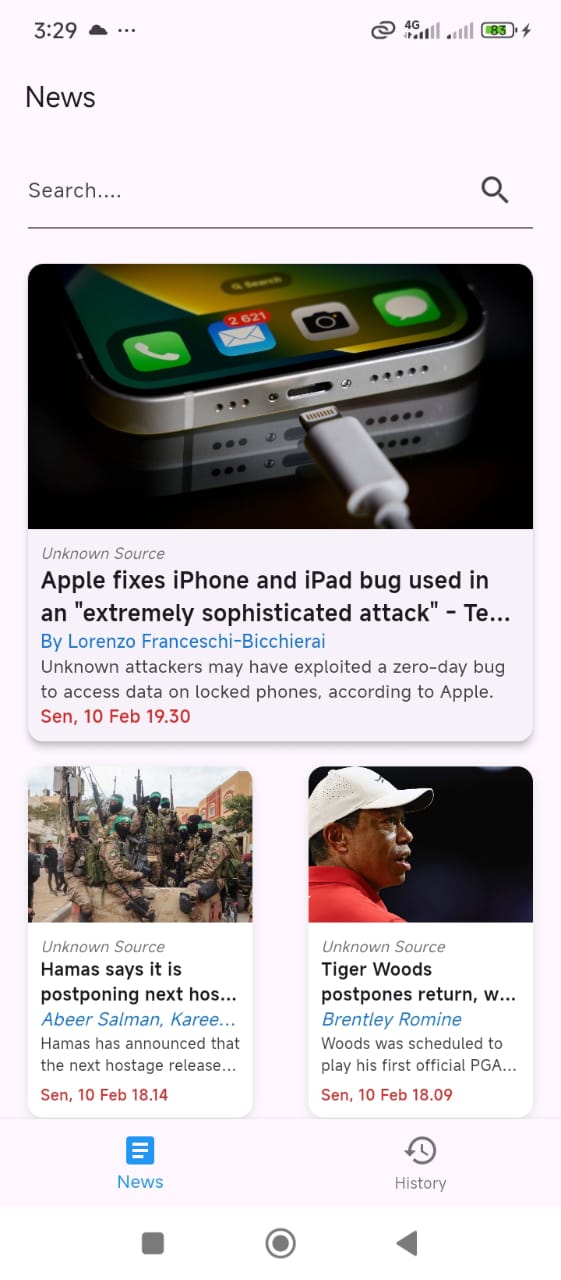 3:29
4G
83
News
Search....
Search
2 621
Unknown Source
Apple fixes iPhone and iPad bug used in
an "extremely sophisticated attack" - Te...
By Lorenzo Franceschi-Bicchierai
Unknown attackers may have exploited a zero-day bug
to access data on locked phones, according to Apple.
Sen, 10 Feb 19.30
Unknown Source
Hamas says it is
postponing next hos...
Abeer Salman, Karee...
Hamas has announced that
the next hostage release...
Sen, 10 Feb 18.14
Unknown Source
Tiger Woods
postpones return, w...
Brentley Romine
Woods was scheduled to
play his first official PGA...
Sen, 10 Feb 18.09
News
History